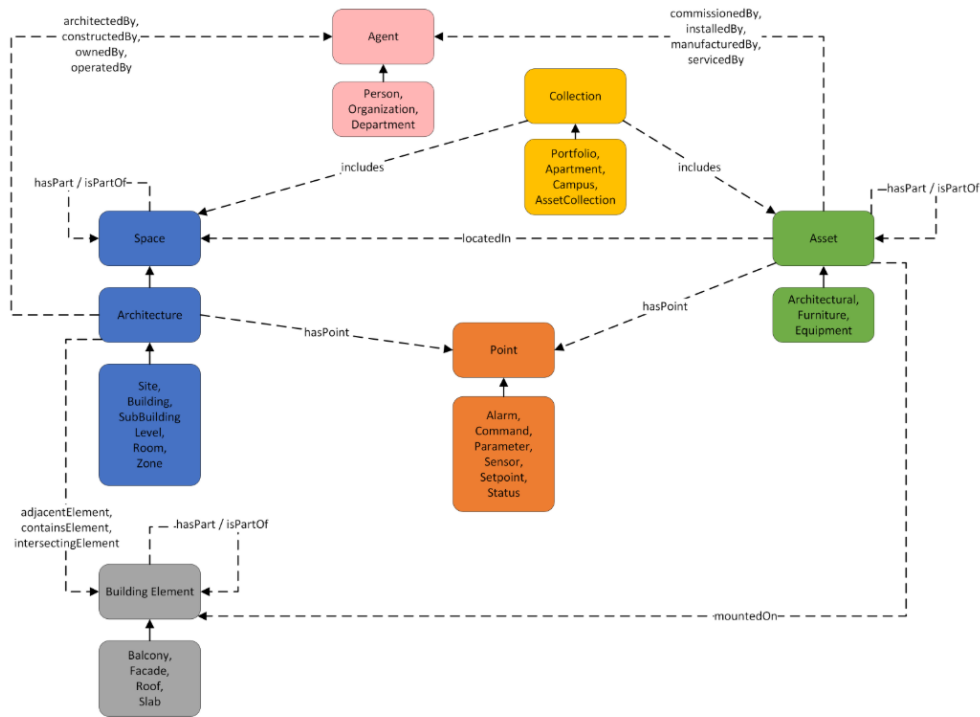 architectedBy,
constructedBy,
ownedBy,
operatedBy
Agent
commissionedBy,
installedBy,
manufacturedBy,
servicedBy
Person,
Organization,
Department
Collection
Portfolio,
Apartment,
Campus,
AssetCollection
includes
includes
hasPart / isPartOf
hasPart / isPartOf
Space
locatedIn
Asset
Architecture
hasPoint
hasPoint
Architectural,
Furniture,
Equipment
Point
Site,
Building,
SubBuilding
Level,
Room,
Zone
Alarm,
Command,
Parameter,
Sensor,
Setpoint,
Status
adjacentElement,
containsElement,
intersectingElement
hasPart / isPartOf
Building Element
mountedOn
Balcony,
Facade,
Roof,
Slab